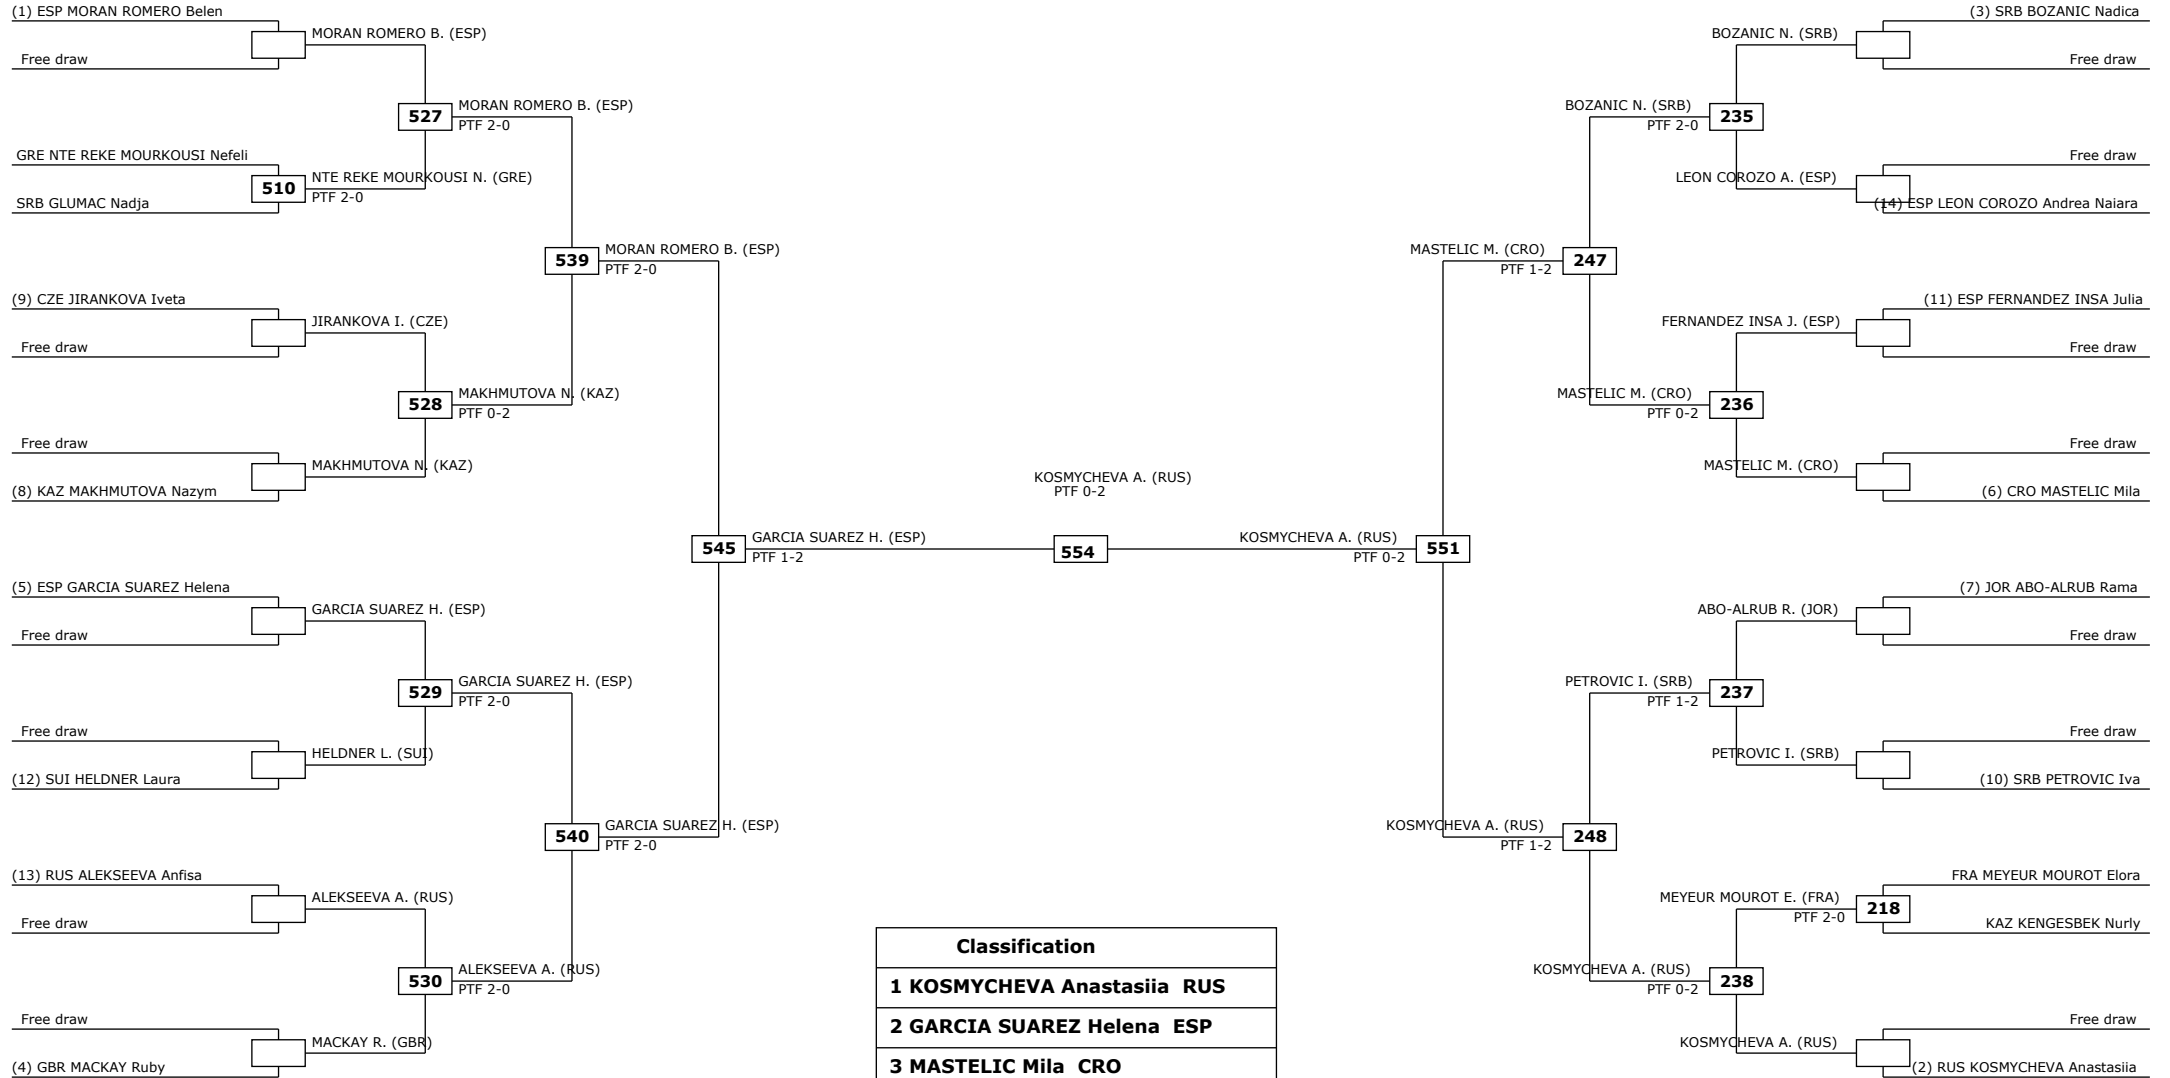 (1) ESP MORAN ROMERO Belen
Free draw
MORAN ROMERO B. (ESP)
527
MORAN ROMERO B. (ESP)
PTF 2-0
GRE NTE REKE MOURKOUSI Nefeli
510
NTE REKE MOURKOUSI N. (GRE)
PTF 2-0
SRB GLUMAC Nadja
539
MORAN ROMERO B. (ESP)
PTF 2-0
(9) CZE JIRANKOVA Iveta
JIRANKOVA I. (CZE)
Free draw
528
MAKHMUTOVA N. (KAZ)
PTF 0-2
Free draw
MAKHMUTOVA N. (KAZ)
(8) KAZ MAKHMUTOVA Nazym
545
GARCIA SUAREZ H. (ESP)
PTF 1-2
(5) ESP GARCIA SUAREZ Helena
GARCIA SUAREZ H. (ESP)
Free draw
529
GARCIA SUAREZ H. (ESP)
PTF 2-0
Free draw
HELDNER L. (SUI)
(12) SUI HELDNER Laura
540
GARCIA SUAREZ H. (ESP)
PTF 2-0
(13) RUS ALEKSEEVA Anfisa
ALEKSEEVA A. (RUS)
Free draw
530
ALEKSEEVA A. (RUS)
PTF 2-0
Free draw
MACKAY R. (GBR)
(4) GBR MACKAY Ruby
KOSMYCHEVA A. (RUS)
PTF 0-2
554
KOSMYCHEVA A. (RUS)
PTF 0-2
551
(3) SRB BOZANIC Nadica
BOZANIC N. (SRB)
Free draw
BOZANIC N. (SRB)
PTF 2-0
235
Free draw
LEON COROZO A. (ESP)
(14) ESP LEON COROZO Andrea Naiara
MASTELIC M. (CRO)
PTF 1-2
247
(11) ESP FERNANDEZ INSA Julia
FERNANDEZ INSA J. (ESP)
Free draw
MASTELIC M. (CRO)
PTF 0-2
236
Free draw
MASTELIC M. (CRO)
(6) CRO MASTELIC Mila
(7) JOR ABO-ALRUB Rama
ABO-ALRUB R. (JOR)
Free draw
PETROVIC I. (SRB)
PTF 1-2
237
Free draw
PETROVIC I. (SRB)
(10) SRB PETROVIC Iva
KOSMYCHEVA A. (RUS)
PTF 1-2
248
FRA MEYEUR MOUROT Elora
MEYEUR MOUROT E. (FRA)
PTF 2-0
218
KAZ KENGESBEK Nurly
KOSMYCHEVA A. (RUS)
PTF 0-2
238
Free draw
KOSMYCHEVA A. (RUS)
(2) RUS KOSMYCHEVA Anastasiia
Classification
1 KOSMYCHEVA Anastasiia RUS
2 GARCIA SUAREZ Helena ESP
3 MASTELIC Mila CRO